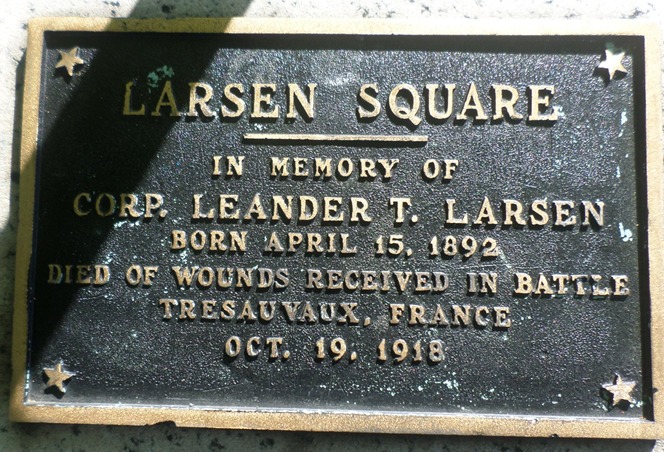 LARSEN SQUARE
IN MEMORY OF
CORP. LEANDER T. LARSEN
BORN APRIL 15, 1892
DIED OF WOUNDS RECEIVED IN BATTLE
TRESAUVAUX, FRANCE
OCT. 19, 1918